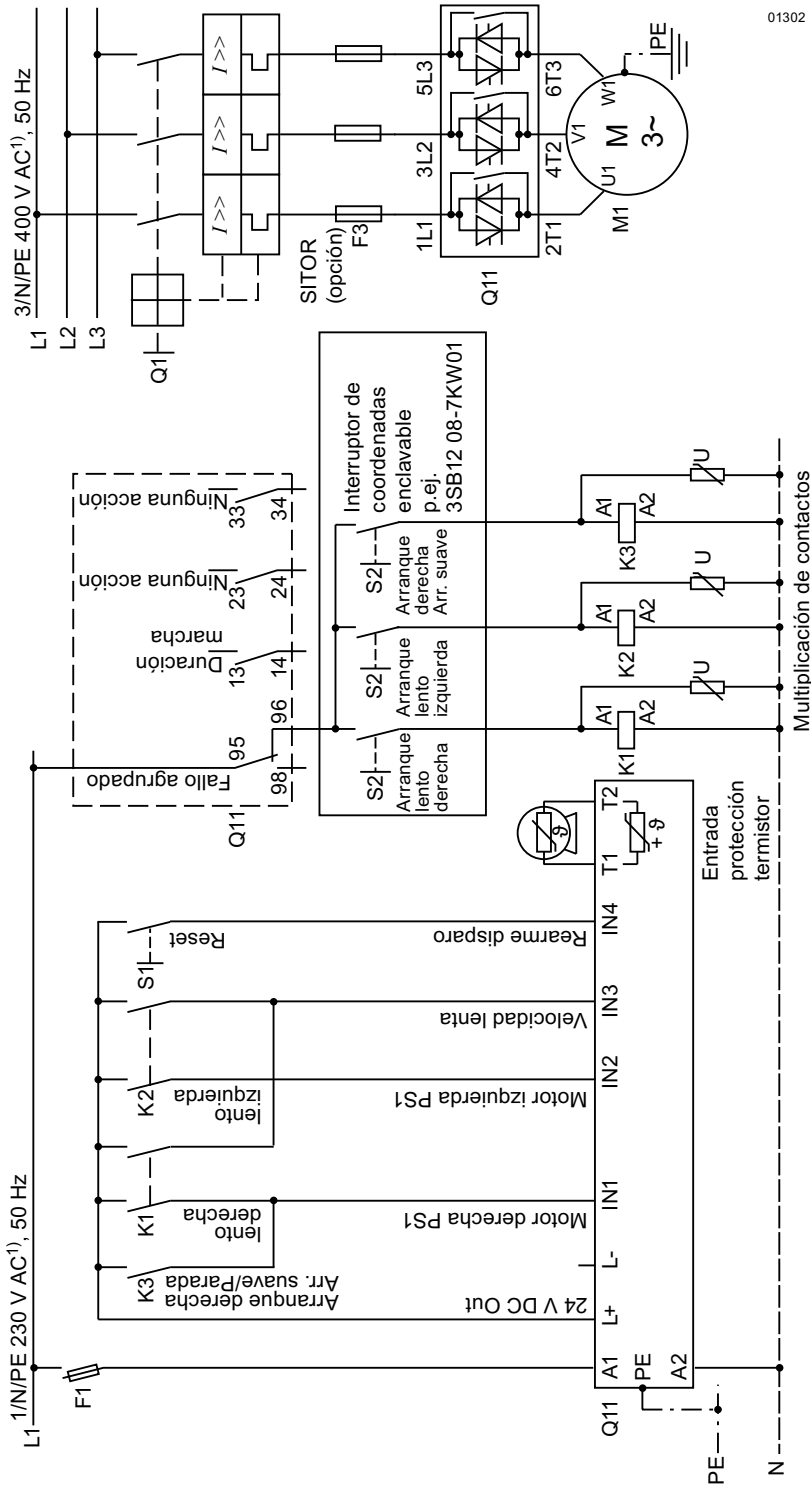 01302
3/N/PE 400 V AC1), 50 Hz
L1
L2
L3
Q1
I >>
I >>
I >>
SITOR
(opción)
F3
1L1
3L2
5L3
Q11
2T1
4T2
6T3
U1
V1
W1
M
3~
M1
PE
L1
1/N/PE 230 V AC1), 50 Hz
F1
K3
Arranque derecha
Arr. suave/Parada
K1
lento
derecha
K2
lento
izquierda
S1
Reset
24 V DC Out
Motor derecha PS1
Motor izquierda PS1
Velocidad lenta
Rearme disparo
Q11
A1
PE
A2
L+
L-
IN1
IN2
IN3
IN4
T1
T2
ϑ
+ ϑ
Entrada
protección
termistor
PE
N
Q11
Fallo agrupado
95
98
96
Duración
marcha
13
14
Ninguna acción
23
24
Ninguna acción
33
34
Interruptor de
coordenadas
enclavable
p.ej.
3SB12 08-7KW01
S2
Arranque
lento
derecha
S2
Arranque
lento
izquierda
S2
Arranque
derecha
Arr. suave
K1
A1
A2
U
K2
A1
A2
U
K3
A1
A2
U
Multiplicación de contactos